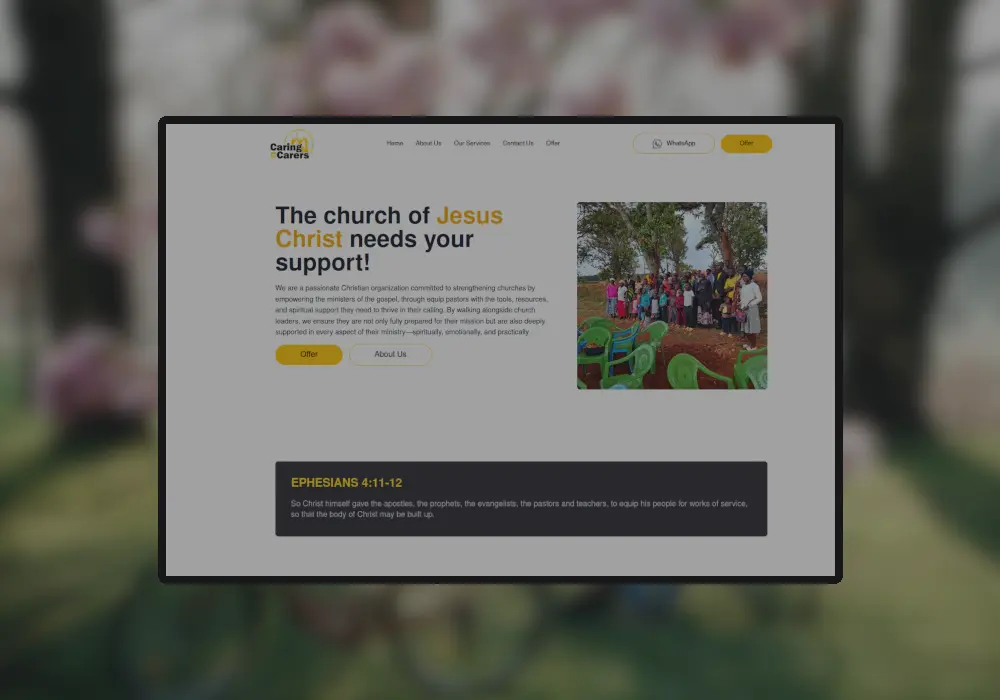 Caring
4Carers
Home About Us Our Services Contact Us Offer
WhatsApp
Offer
The church of Jesus
Christ needs your
support!
We are a passionate Christian organization committed to strengthening churches by
empowering the ministers of the gospel, through equip pastors with the tools, resources,
and spiritual support they need to thrive in their calling. By walking alongside church
leaders, we ensure they are not only fully prepared for their mission but are also deeply
supported in every aspect of their ministry—spiritually, emotionally, and practically
Offer
About Us
EPHESIANS 4:11-12
So Christ himself gave the apostles, the prophets, the evangelists, the pastors and teachers, to equip his people for works of service,
so that the body of Christ may be built up.